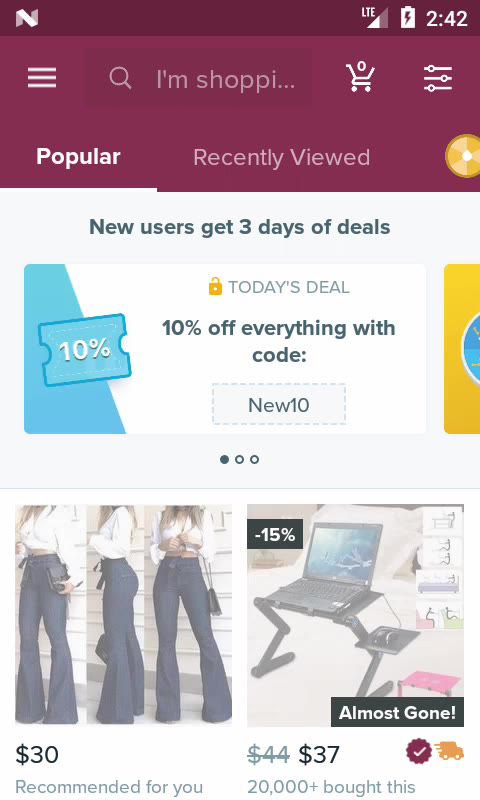 LTE 2:42
I'm shoppi...
0
Popular
Recently Viewed
New users get 3 days of deals
TODAY'S DEAL
10%
10% off everything with
code:
New10
-15%
Almost Gone!
$30
$44 $37
Recommended for you
20,000+ bought this